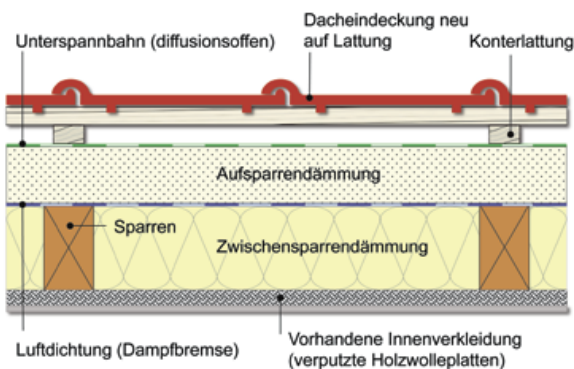 Dacheindeckung neu
auf Lattung
Unterspannbahn (diffusionsoffen)
Konterlattung
Aufsparrendämmung
Sparren
Zwischensparrendämmung
Luftdichtung (Dampfbremse)
Vorhandene Innenverkleidung
(verputzte Holzwolleplatten)